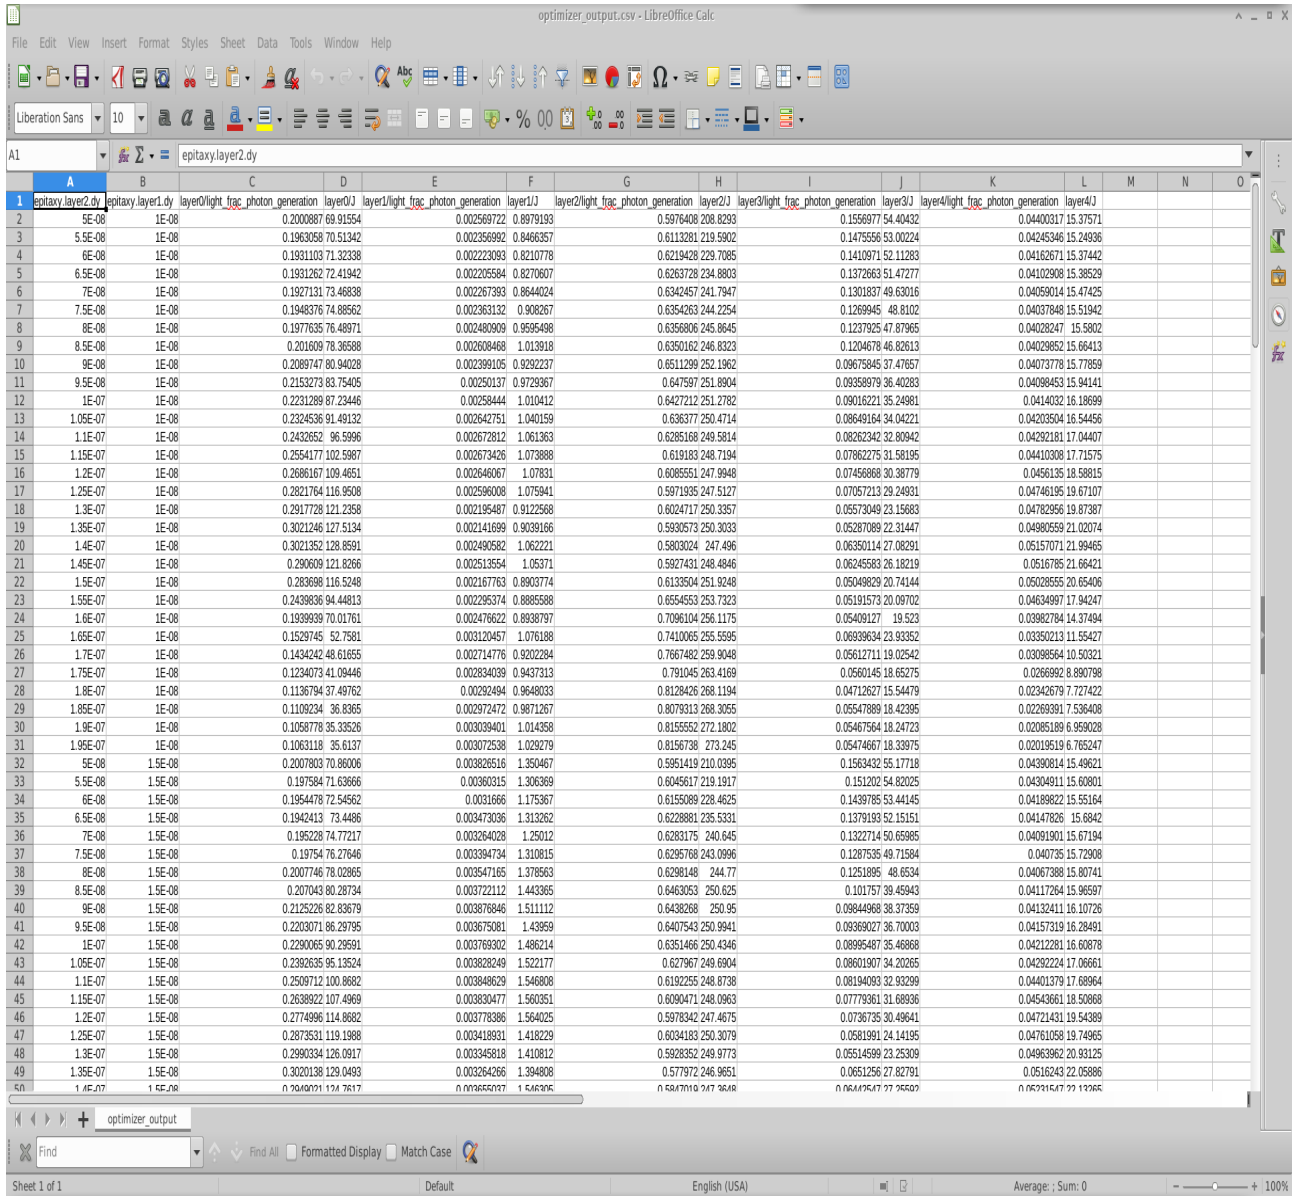 optimizer_output.csv - LibreOffice Calc
File Edit View Insert Format Styles Sheet Data Tools Window Help
Liberation Sans 10
A1 epitaxy.layer2.dy
A B C D E F G H I J K L M N O
1 epitaxy.layer2.dy epitaxy.layer1.dy layer0/light_frac_photon_generation layer0/J layer1/light_frac_photon_generation layer1/J layer2/light_frac_photon_generation layer2/J layer3/light_frac_photon_generation layer3/J layer4/light_frac_photon_generation layer4/J
2 5E-08 1E-08 0.2000887 69.91554 0.002569722 0.8979193 0.5976408 208.8293 0.1556977 54.40432 0.04400317 15.37571
3 5.5E-08 1E-08 0.1963058 70.51342 0.002356992 0.8466357 0.6113281 219.5902 0.1475556 53.00224 0.04245346 15.24936
4 6E-08 1E-08 0.1931103 71.32338 0.002223093 0.8210778 0.6219428 229.7085 0.1410971 52.11283 0.04162671 15.37442
5 6.5E-08 1E-08 0.1931262 72.41942 0.002205584 0.8270607 0.6263728 234.8803 0.1372663 51.47277 0.04102908 15.38529
6 7E-08 1E-08 0.1927131 73.46838 0.002267393 0.8644024 0.6342457 241.7947 0.1301837 49.63016 0.04059014 15.47425
7 7.5E-08 1E-08 0.1948376 74.88562 0.002363132 0.908267 0.6354263 244.2254 0.1269945 48.8102 0.04037848 15.51942
8 8E-08 1E-08 0.1977635 76.48971 0.002480909 0.9595498 0.6356806 245.8645 0.1237925 47.87965 0.04028247 15.5802
9 8.5E-08 1E-08 0.201609 78.36588 0.002608468 1.013918 0.6350162 246.8323 0.1204678 46.82613 0.04029852 15.66413
10 9E-08 1E-08 0.2089747 80.94028 0.002399105 0.9292237 0.6511299 252.1962 0.09675845 37.47657 0.04073778 15.77859
11 9.5E-08 1E-08 0.2153273 83.75405 0.00250137 0.9729367 0.647597 251.8904 0.09358979 36.40283 0.04098453 15.94141
12 1E-07 1E-08 0.2231289 87.23446 0.00258444 1.010412 0.6427212 251.2782 0.09016221 35.24981 0.0414032 16.18699
13 1.05E-07 1E-08 0.2324536 91.49132 0.002642751 1.040159 0.636377 250.4714 0.08649164 34.04221 0.04203504 16.54456
14 1.1E-07 1E-08 0.2432652 96.5996 0.002672812 1.061363 0.6285168 249.5814 0.08262342 32.80942 0.04292181 17.04407
15 1.15E-07 1E-08 0.2554177 102.5987 0.002673426 1.073888 0.619183 248.7194 0.07862275 31.58195 0.04410308 17.71575
16 1.2E-07 1E-08 0.2686167 109.4651 0.002646067 1.07831 0.6085551 247.9948 0.07456868 30.38779 0.0456135 18.58815
17 1.25E-07 1E-08 0.2821764 116.9508 0.002596008 1.075941 0.5971935 247.5127 0.07057213 29.24931 0.04746195 19.67107
18 1.3E-07 1E-08 0.2917728 121.2358 0.002195487 0.9122568 0.6024717 250.3357 0.05573049 23.15683 0.04782956 19.87387
19 1.35E-07 1E-08 0.3021246 127.5134 0.002141699 0.9039166 0.5930573 250.3033 0.05287089 22.31447 0.04980559 21.02074
20 1.4E-07 1E-08 0.3021352 128.8591 0.002490582 1.062221 0.5803024 247.496 0.06350114 27.08291 0.05157071 21.99465
21 1.45E-07 1E-08 0.290609 121.8266 0.002513554 1.05371 0.5927431 248.4846 0.06245583 26.18219 0.0516785 21.66421
22 1.5E-07 1E-08 0.283698 116.5248 0.002167763 0.8903774 0.6133504 251.9248 0.05049829 20.74144 0.05028555 20.65406
23 1.55E-07 1E-08 0.2439836 94.44813 0.002295374 0.8885588 0.6554553 253.7323 0.05191573 20.09702 0.04634997 17.94247
24 1.6E-07 1E-08 0.1939939 70.01761 0.002476622 0.8938797 0.7096104 256.1175 0.05409127 19.523 0.03982784 14.37494
25 1.65E-07 1E-08 0.1529745 52.7581 0.003120457 1.076188 0.7410065 255.5595 0.06939634 23.93352 0.03350213 11.55427
26 1.7E-07 1E-08 0.1434242 48.61655 0.002714776 0.9202284 0.7667482 259.9048 0.05612711 19.02542 0.03098564 10.50321
27 1.75E-07 1E-08 0.1234073 41.09446 0.002834039 0.9437313 0.791045 263.4169 0.0560145 18.65275 0.0266992 8.890798
28 1.8E-07 1E-08 0.1136794 37.49762 0.00292494 0.9648033 0.8128426 268.1194 0.04712627 15.54479 0.02342679 7.727422
29 1.85E-07 1E-08 0.1109234 36.8365 0.002972472 0.9871267 0.8079313 268.3055 0.05547889 18.42395 0.02269391 7.536408
30 1.9E-07 1E-08 0.1058778 35.33526 0.003039401 1.014358 0.8155552 272.1802 0.05467564 18.24723 0.02085189 6.959028
31 1.95E-07 1E-08 0.1063118 35.6137 0.003072538 1.029279 0.8156738 273.245 0.05474667 18.33975 0.02019519 6.765247
32 5E-08 1.5E-08 0.2007803 70.86006 0.003826516 1.350467 0.5951419 210.0395 0.1563432 55.17718 0.04390814 15.49621
33 5.5E-08 1.5E-08 0.197584 71.63666 0.00360315 1.306369 0.6045617 219.1917 0.151202 54.82025 0.04304911 15.60801
34 6E-08 1.5E-08 0.1954478 72.54562 0.0031666 1.175367 0.6155089 228.4625 0.1439785 53.44145 0.04189822 15.55164
35 6.5E-08 1.5E-08 0.1942413 73.4486 0.003473036 1.313262 0.6228881 235.5331 0.1379193 52.15151 0.04147826 15.6842
36 7E-08 1.5E-08 0.195228 74.77217 0.003264028 1.25012 0.6283175 240.645 0.1322714 50.65985 0.04091901 15.67194
37 7.5E-08 1.5E-08 0.19754 76.27646 0.003394734 1.310815 0.6295768 243.0996 0.1287535 49.71584 0.040735 15.72908
38 8E-08 1.5E-08 0.2007746 78.02865 0.003547165 1.378563 0.6298148 244.77 0.1251895 48.6534 0.04067388 15.80741
39 8.5E-08 1.5E-08 0.207043 80.28734 0.003722112 1.443365 0.6463053 250.625 0.101757 39.45943 0.04117264 15.96597
40 9E-08 1.5E-08 0.2125226 82.83679 0.003876846 1.511112 0.6438268 250.95 0.09844968 38.37359 0.04132411 16.10726
41 9.5E-08 1.5E-08 0.2203071 86.29795 0.003675081 1.43959 0.6407543 250.9941 0.09369027 36.70003 0.04157319 16.28491
42 1E-07 1.5E-08 0.2290065 90.29591 0.003769302 1.486214 0.6351466 250.4346 0.08995487 35.46868 0.04212281 16.60878
43 1.05E-07 1.5E-08 0.2392635 95.13524 0.003828249 1.522177 0.627967 249.6904 0.08601907 34.20265 0.04292224 17.06661
44 1.1E-07 1.5E-08 0.2509712 100.8682 0.003848629 1.546808 0.6192255 248.8738 0.08194093 32.93299 0.04401379 17.68964
45 1.15E-07 1.5E-08 0.2638922 107.4969 0.003830477 1.560351 0.6090471 248.0963 0.07779361 31.68936 0.04543661 18.50868
46 1.2E-07 1.5E-08 0.2774996 114.8682 0.003778386 1.564025 0.5978342 247.4675 0.0736735 30.49641 0.04721431 19.54389
47 1.25E-07 1.5E-08 0.2873531 119.1988 0.003418931 1.418229 0.6034183 250.3079 0.0581991 24.14195 0.04761058 19.74965
48 1.3E-07 1.5E-08 0.2990334 126.0917 0.003345818 1.410812 0.5928352 249.9773 0.05514599 23.25309 0.04963962 20.93125
49 1.35E-07 1.5E-08 0.3020138 129.0493 0.003264266 1.394808 0.577972 246.9651 0.0651256 27.82791 0.0516243 22.05886
50 1.4E-07 1.5E-08 0.2949021 124.7617 0.003655037 1.546305 0.5847019 247.3648 0.06442547 27.25592 0.05231547 22.13265
optimizer_output
Find Find All Formatted Display Match Case
Sheet 1 of 1 Default English (USA) Average: ; Sum: 0 100%